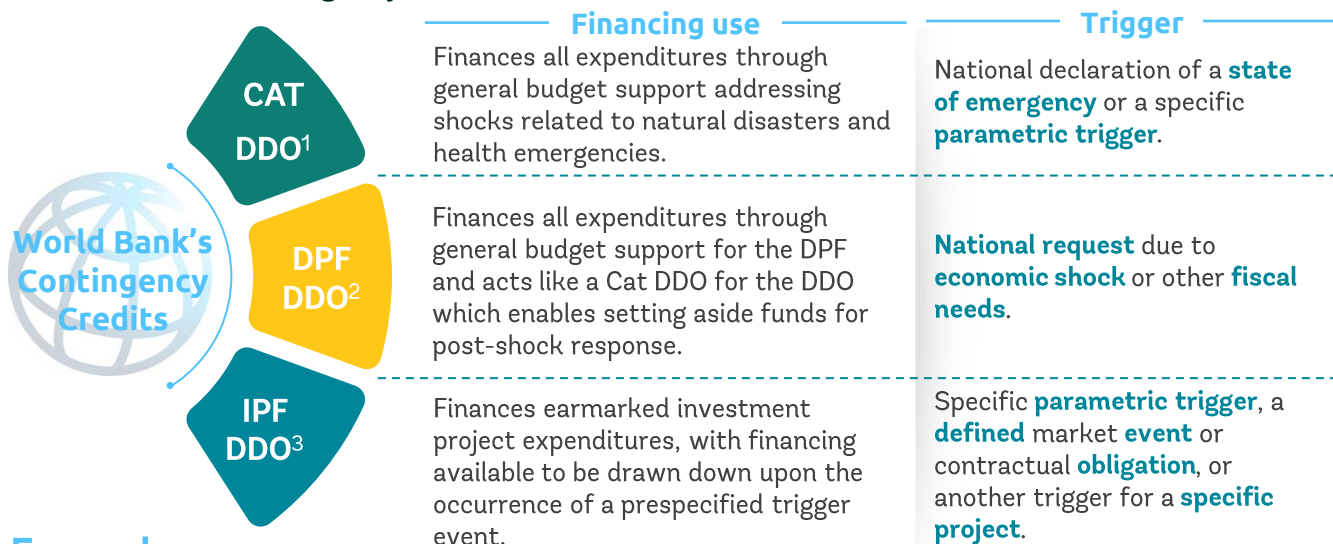 Financing use
Trigger
CAT
DDO¹
Finances all expenditures through
general budget support addressing
shocks related to natural disasters and
health emergencies.
National declaration of a state
of emergency or a specific
parametric trigger.
World Bank's
Contingency
Credits
DPF
DDO²
Finances all expenditures through
general budget support for the DPF
and acts like a Cat DDO for the DDO
which enables setting aside funds for
post-shock response.
National request due to
economic shock or other fiscal
needs.
IPF
DDO³
Finances earmarked investment
project expenditures, with financing
available to be drawn down upon the
occurrence of a prespecified trigger
event.
Specific parametric trigger, a
defined market event or
contractual obligation, or
another trigger for a specific
project.